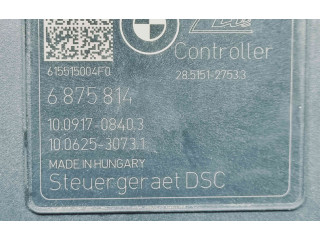 Controller
615515004F0 28.5151-2753.3
6 875 814
10.0917-0840.3
10.0625-3073.1
MADE IN HUNGARY
Steuergeraet DSC